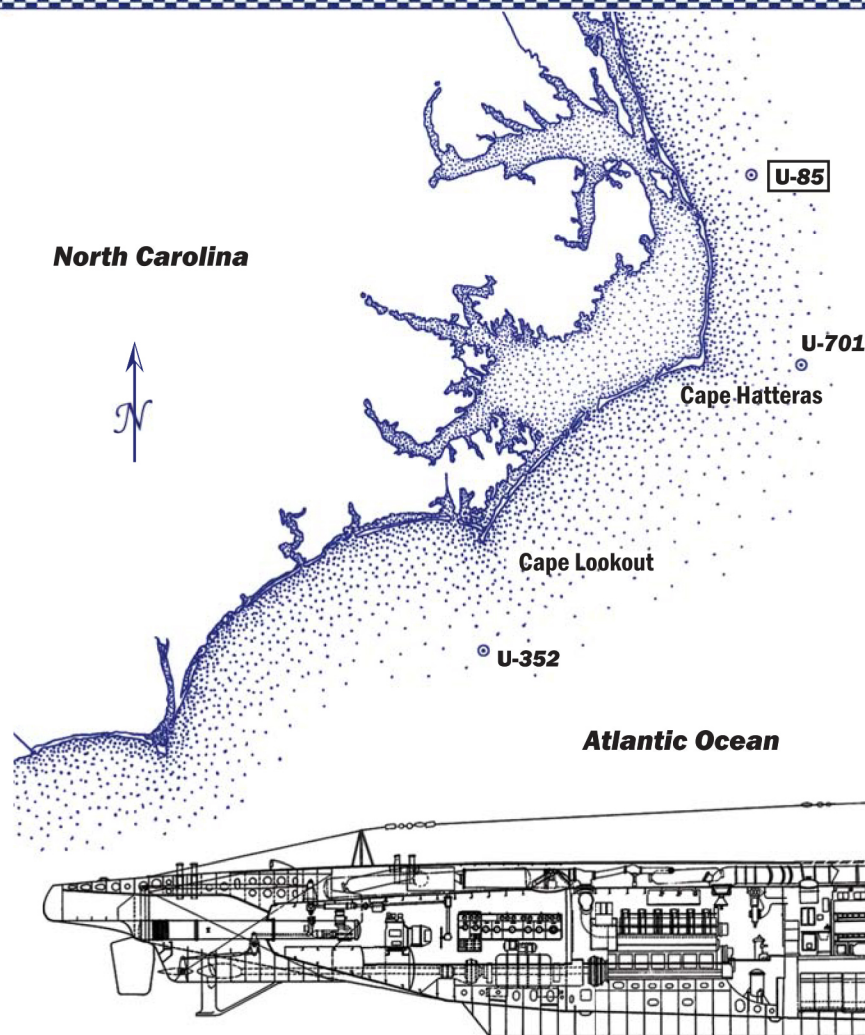 U-85
North Carolina
U-701
Cape Hatteras
N
Cape Lookout
U-352
Atlantic Ocean